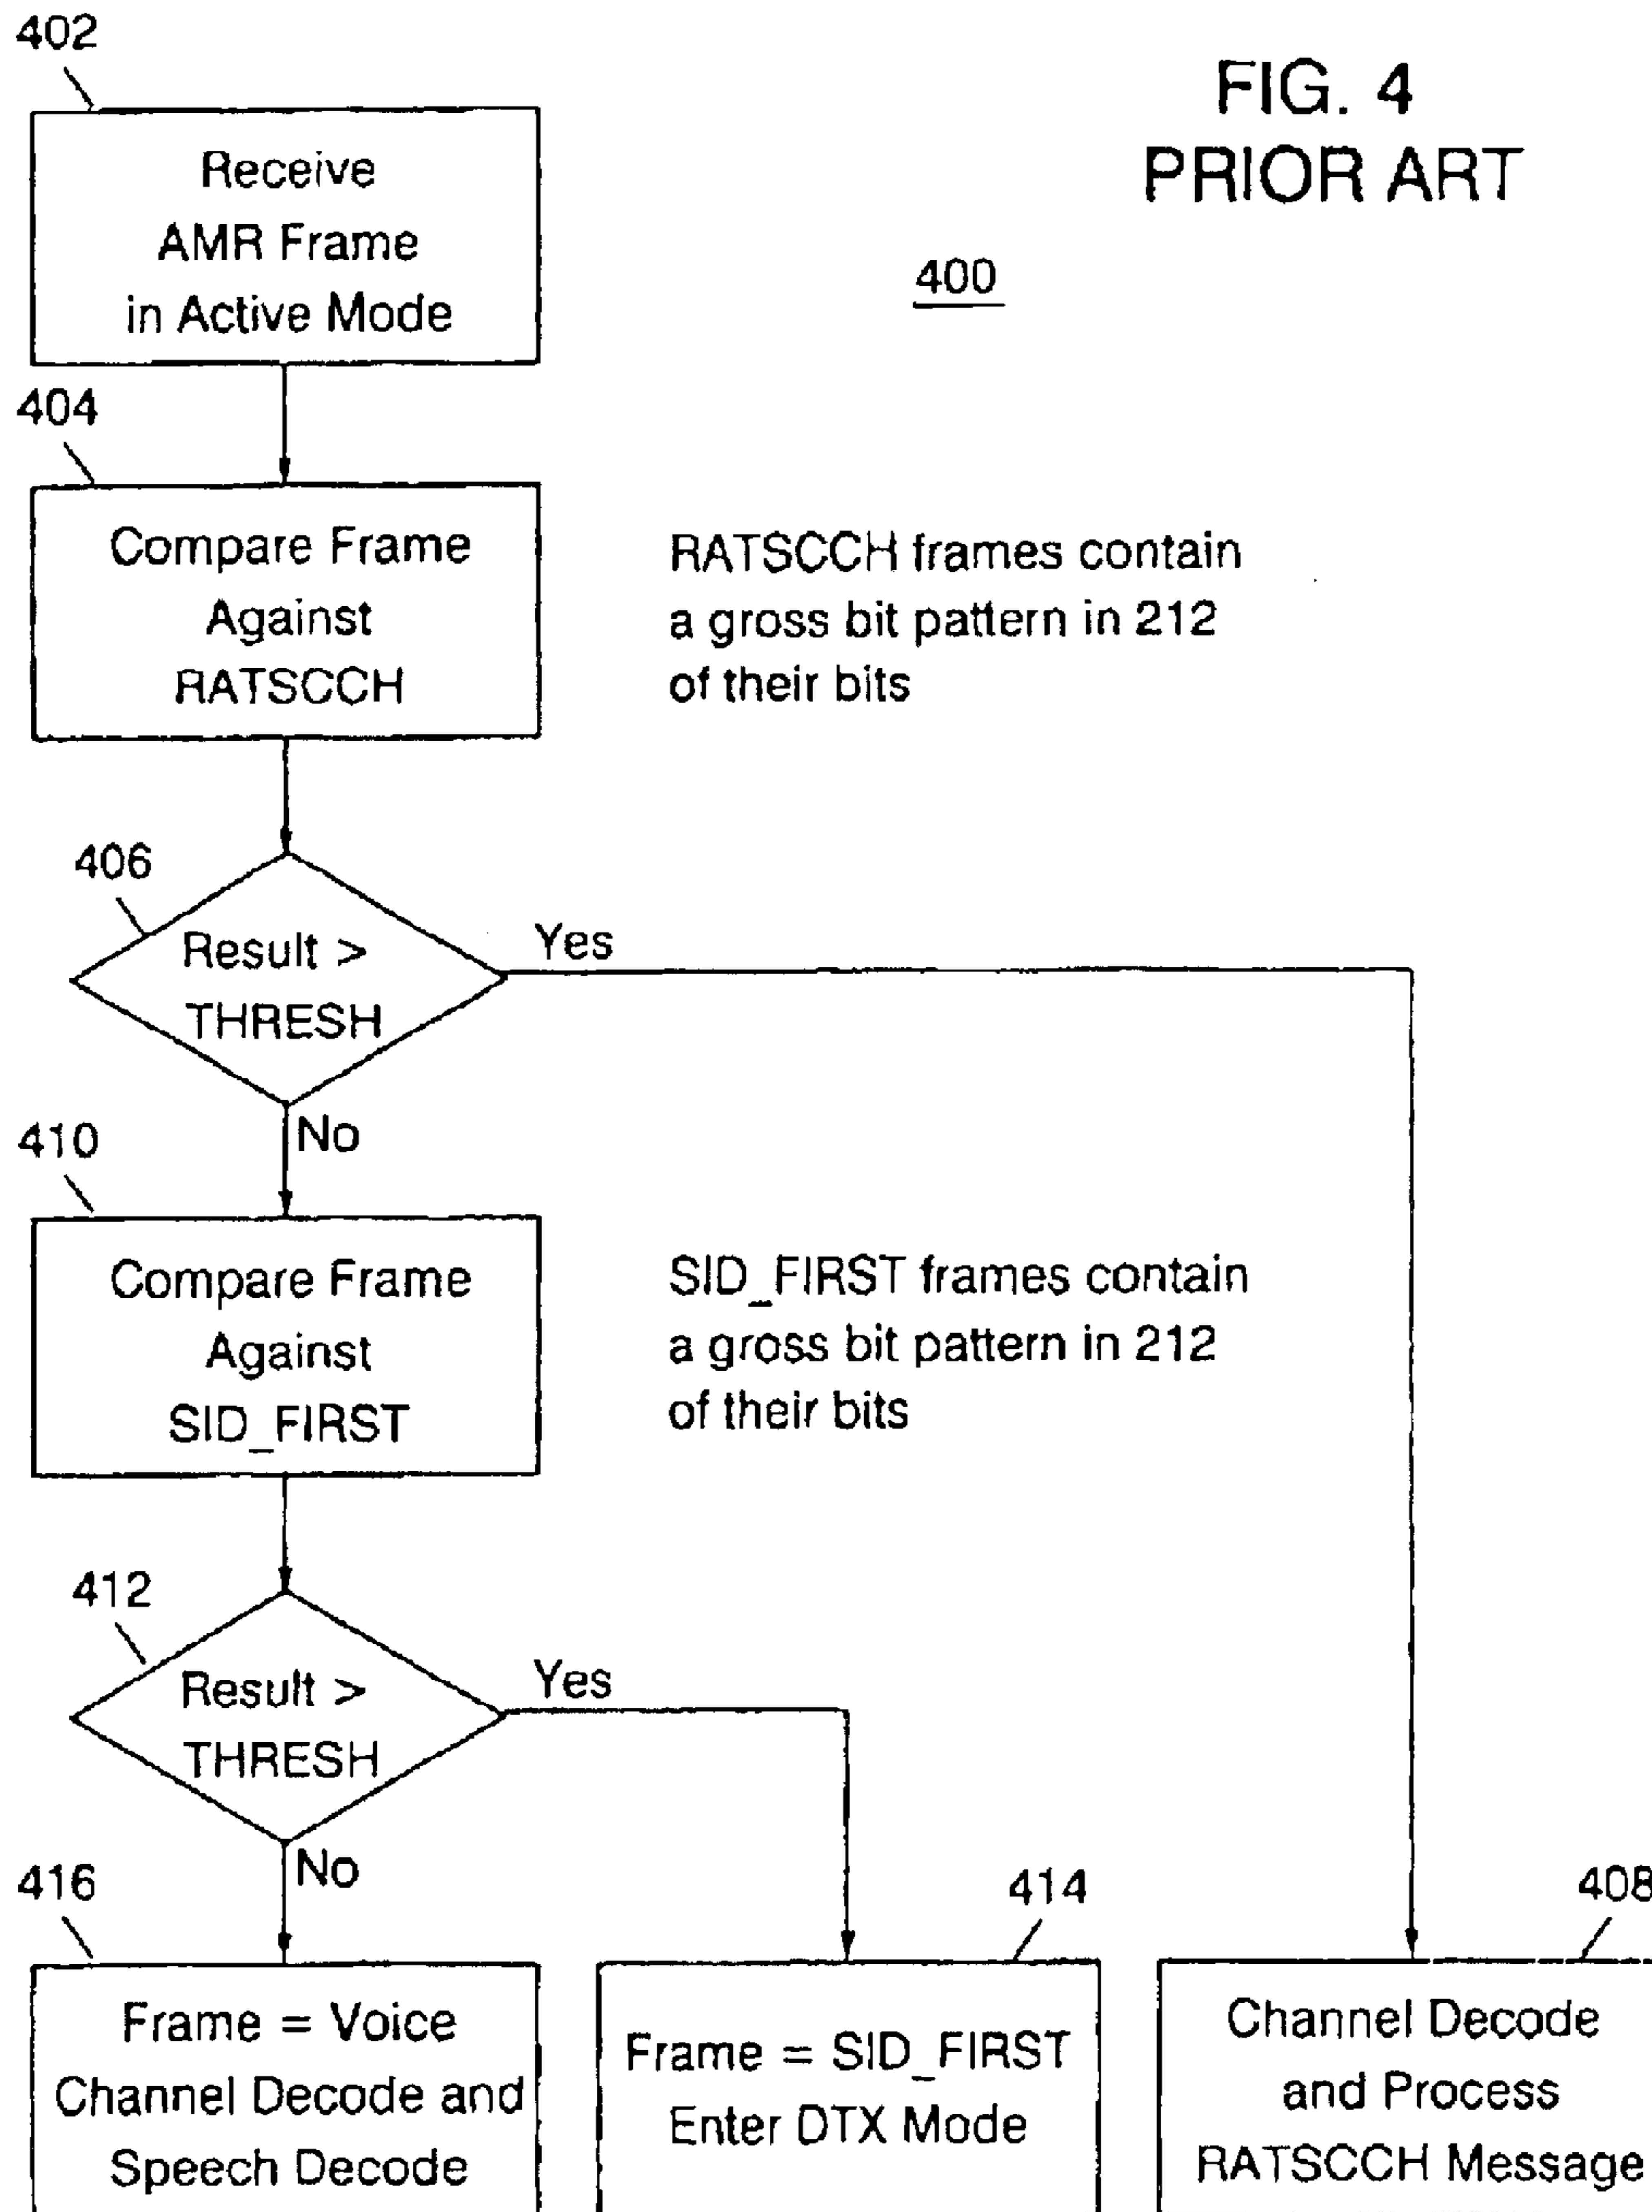 402
FIG. 4
PRIOR ART
400
Receive
AMR Frame
in Active Mode
404
Compare Frame
Against
RATSCCH
RATSCCH frames contain
a gross bit pattern in 212
of their bits
406
Result >
THRESH
Yes
No
410
Compare Frame
Against
SID_FIRST
SID_FIRST frames contain
a gross bit pattern in 212
of their bits
412
Result >
THRESH
Yes
No
416
414
408
Frame = Voice
Channel Decode and
Speech Decode
Frame = SID_FIRST
Enter DTX Mode
Channel Decode
and Process
RATSCCH Message